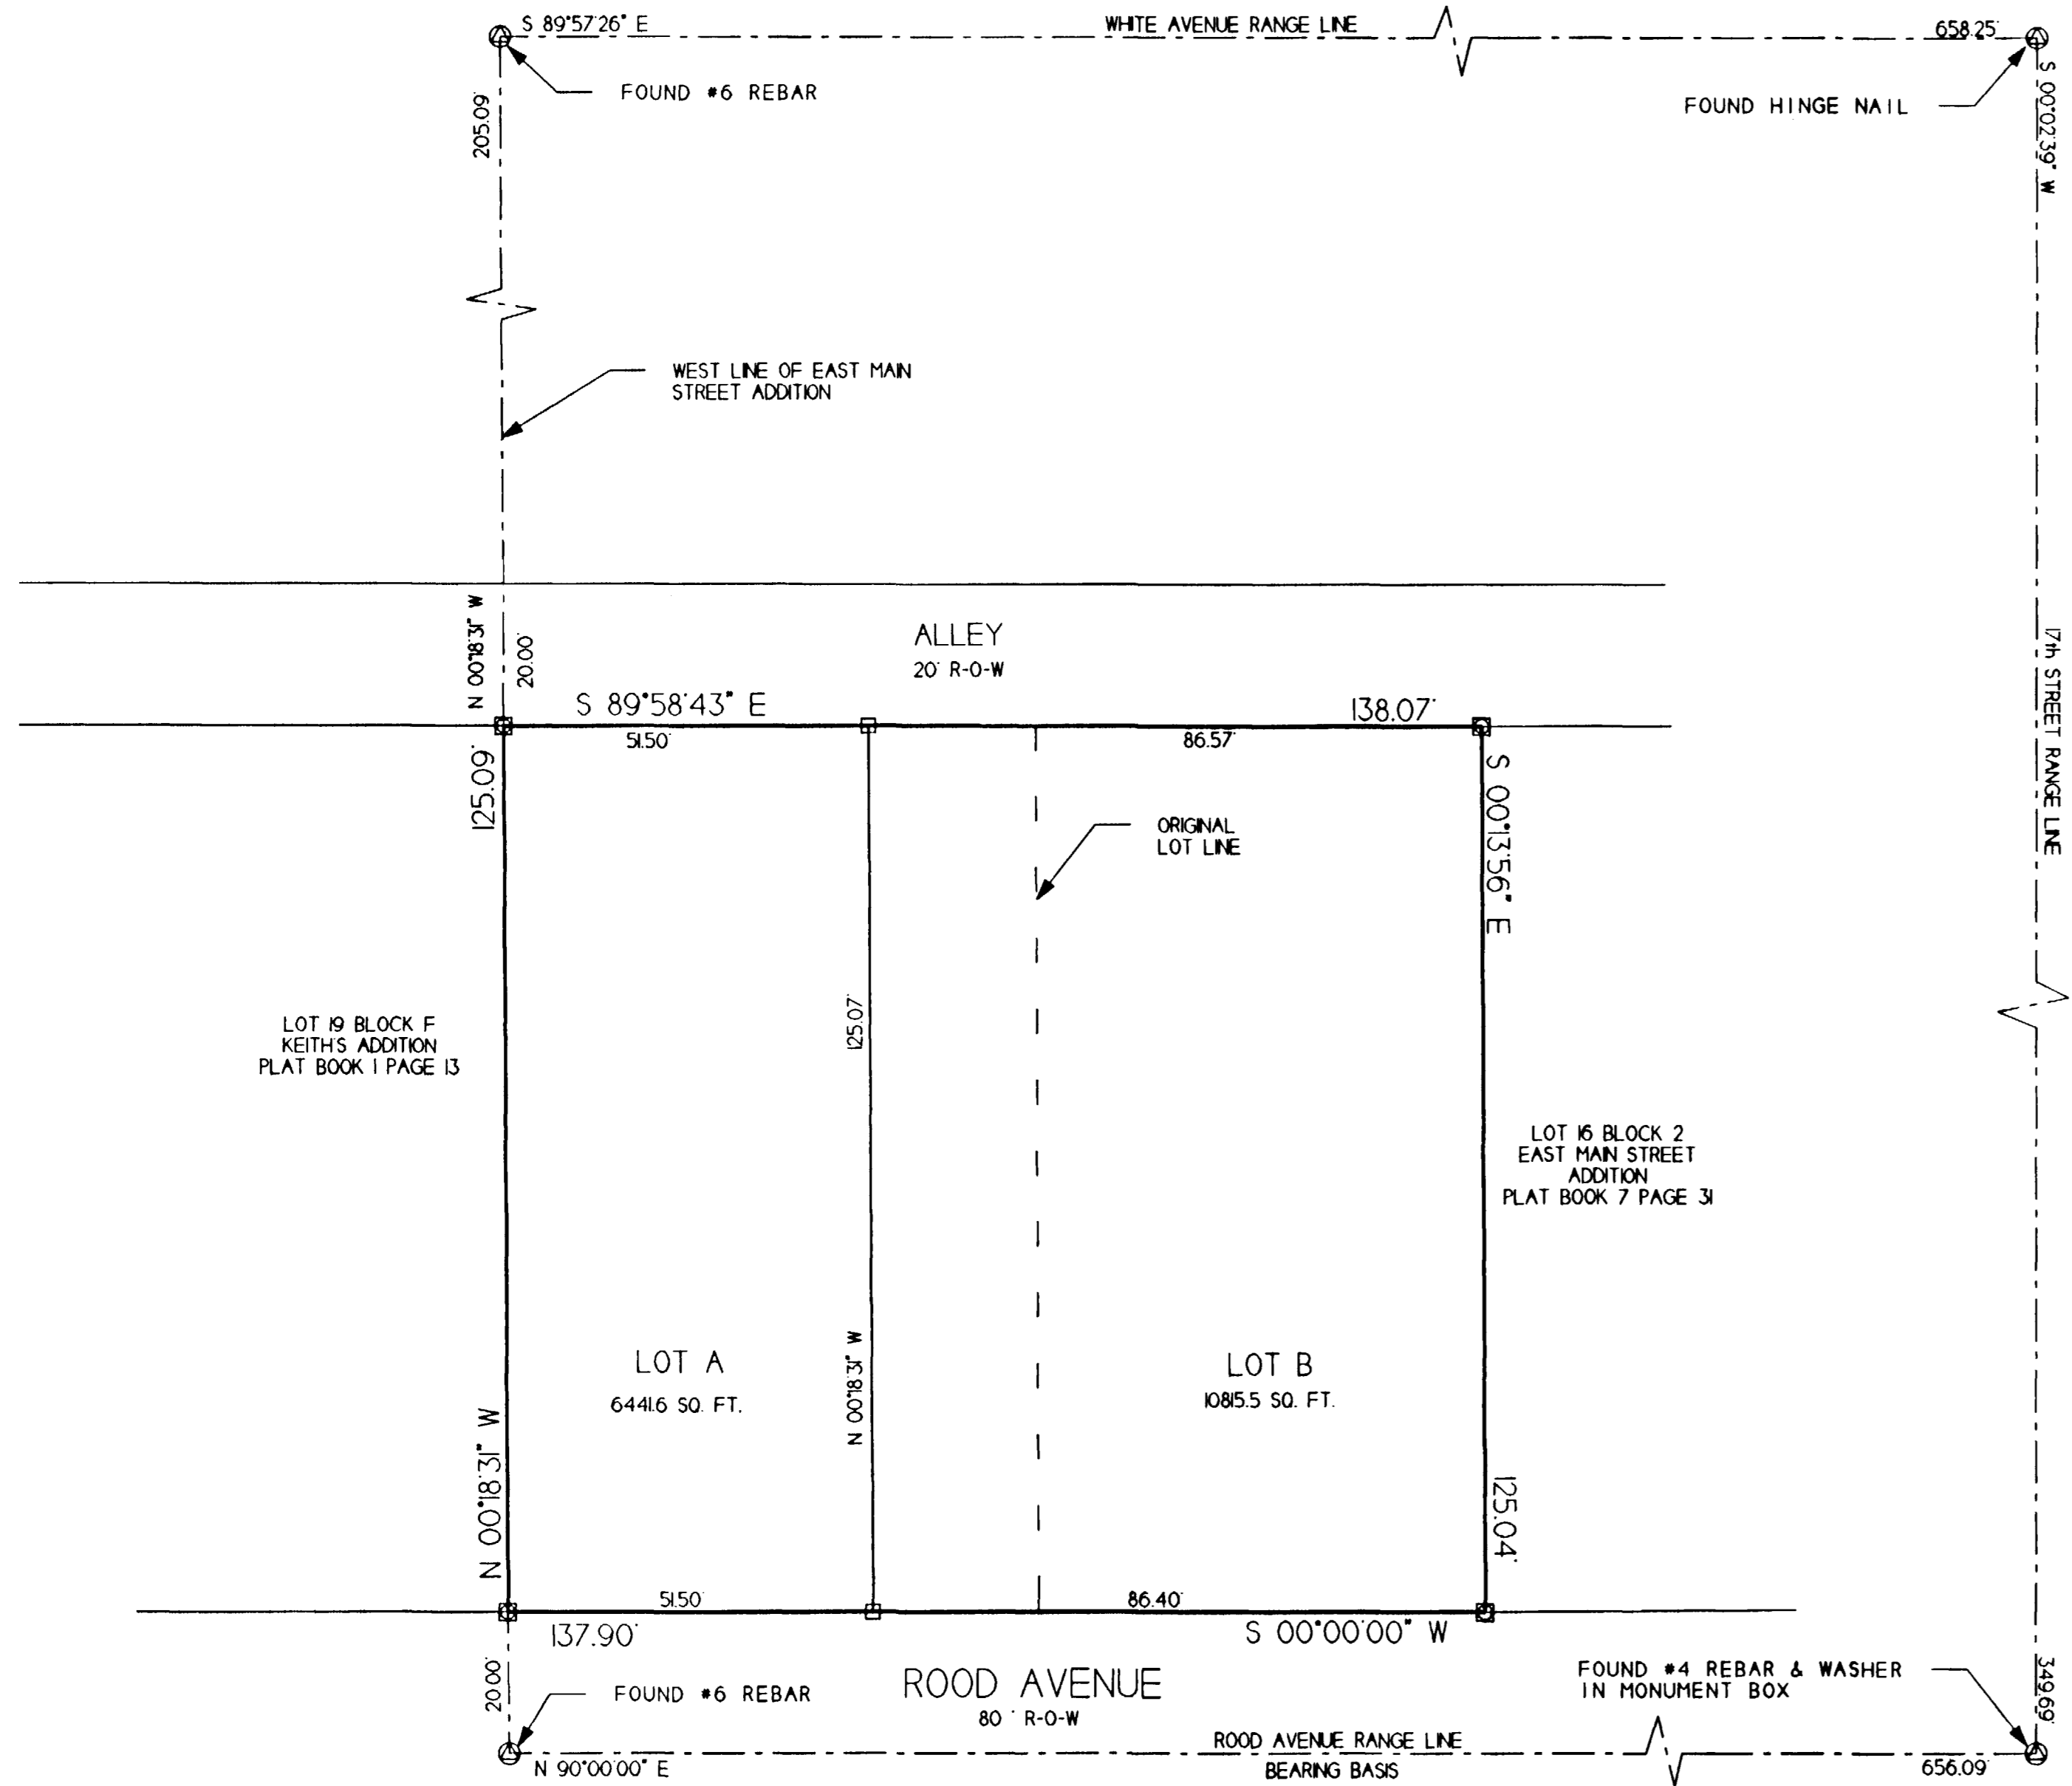 S 89°57'26" E
WHITE AVENUE RANGE LINE
658.25'
FOUND #6 REBAR
FOUND HINGE NAIL
205.09'
S 00°02'39" W
WEST LINE OF EAST MAIN
STREET ADDITION
N 00°18'31" W
20.00'
ALLEY
20' R-O-W
17th STREET RANGE LINE
S 89°58'43" E
138.07'
51.50'
86.57'
125.09'
S 00°13'56" E
ORIGINAL
LOT LINE
125.07'
LOT 19 BLOCK F
KEITH'S ADDITION
PLAT BOOK 1 PAGE 13
LOT 16 BLOCK 2
EAST MAIN STREET
ADDITION
PLAT BOOK 7 PAGE 31
LOT A
6441.6 SQ. FT.
N 00°18'31" W
LOT B
10815.5 SQ. FT.
N 00°18'31" W
125.04'
51.50'
86.40'
137.90'
S 00°00'00" W
20.00'
FOUND #6 REBAR
ROOD AVENUE
80 ' R-O-W
FOUND #4 REBAR & WASHER
IN MONUMENT BOX
349.69'
ROOD AVENUE RANGE LINE
N 90°00'00" E
BEARING BASIS
656.09'